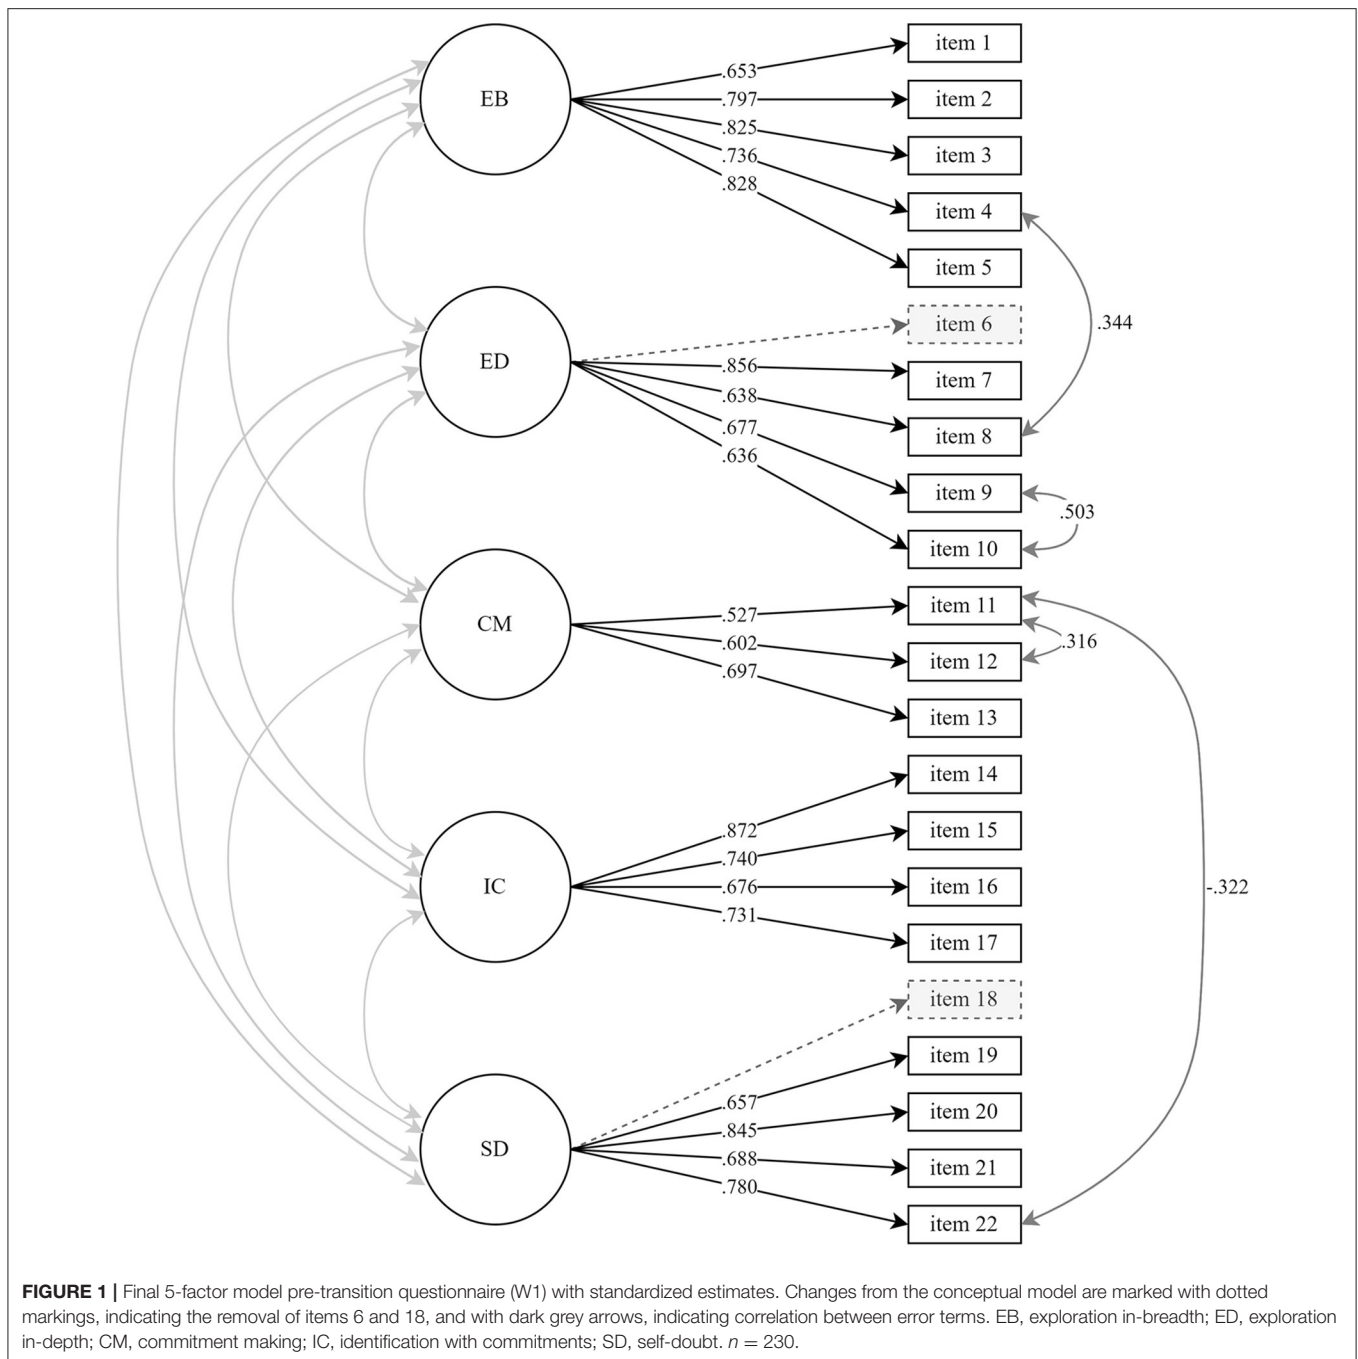 EB
.653
.797
.825
.736
.828
item 1
item 2
item 3
item 4
item 5
.344
ED
.856
.638
.677
.636
item 6
item 7
item 8
item 9
item 10
.503
CM
.527
.602
.697
item 11
item 12
item 13
.316
-.322
IC
.872
.740
.676
.731
item 14
item 15
item 16
item 17
SD
.657
.845
.688
.780
item 18
item 19
item 20
item 21
item 22
FIGURE 1 | Final 5-factor model pre-transition questionnaire (W1) with standardized estimates. Changes from the conceptual model are marked with dotted
markings, indicating the removal of items 6 and 18, and with dark grey arrows, indicating correlation between error terms. EB, exploration in-breadth; ED, exploration
in-depth; CM, commitment making; IC, identification with commitments; SD, self-doubt. n = 230.